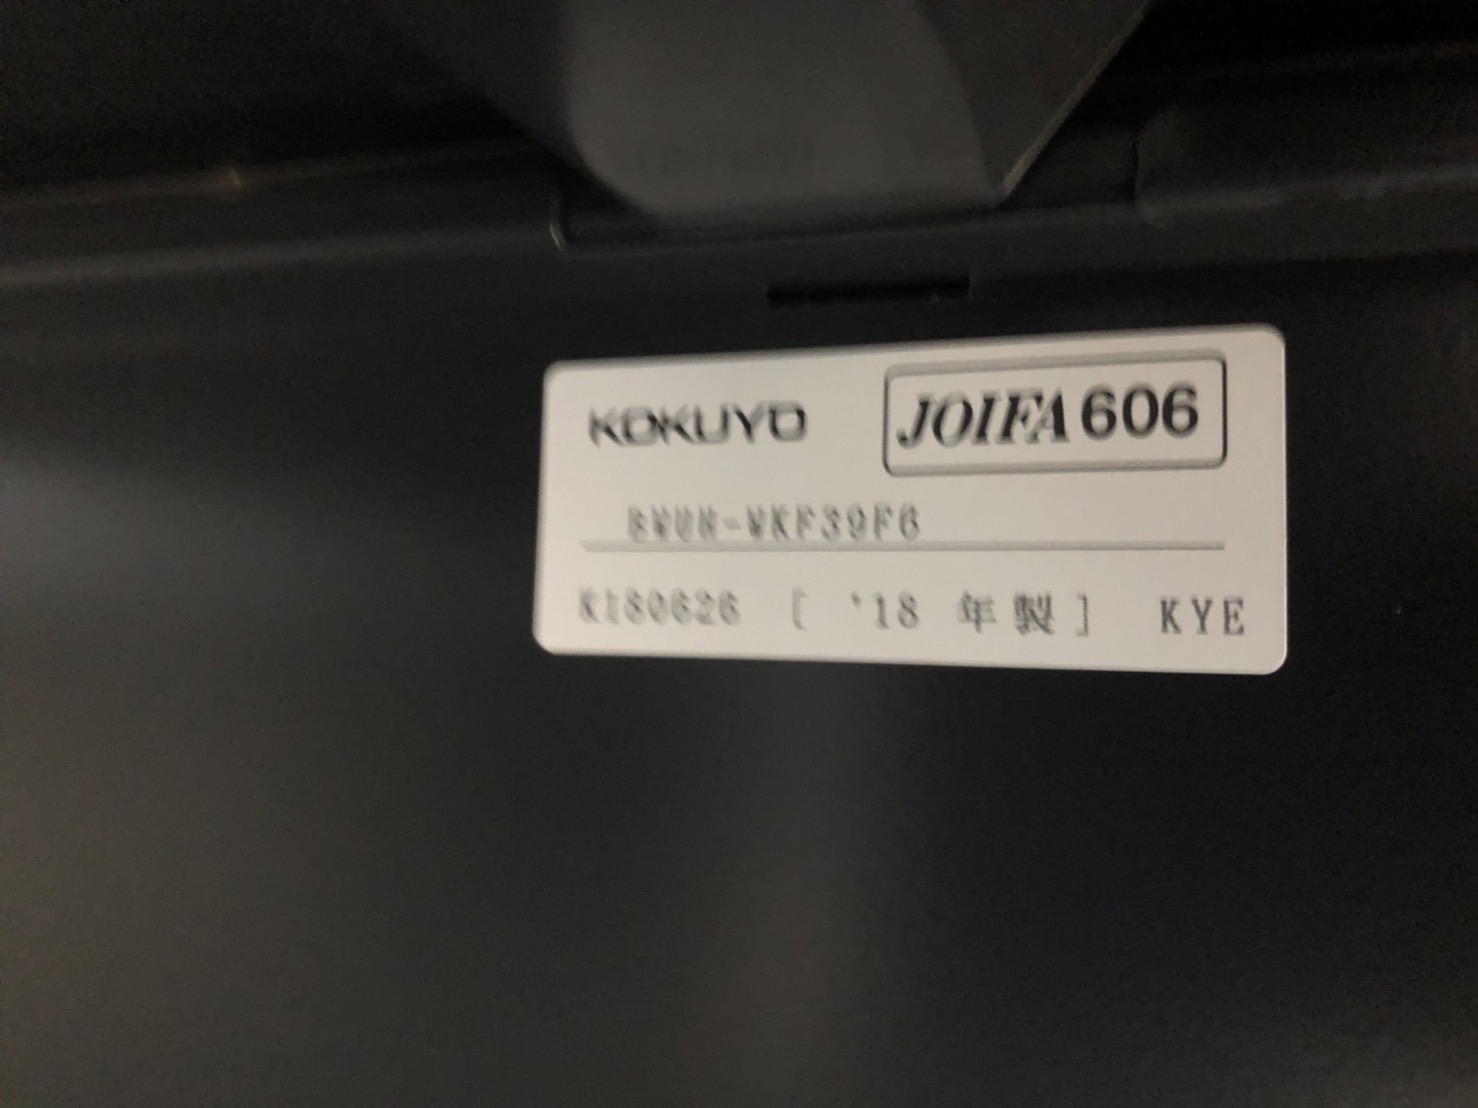 KOKUYO JOIFA 606
BWUN-WKF39F6
K180626 [ '18 年製] KYE